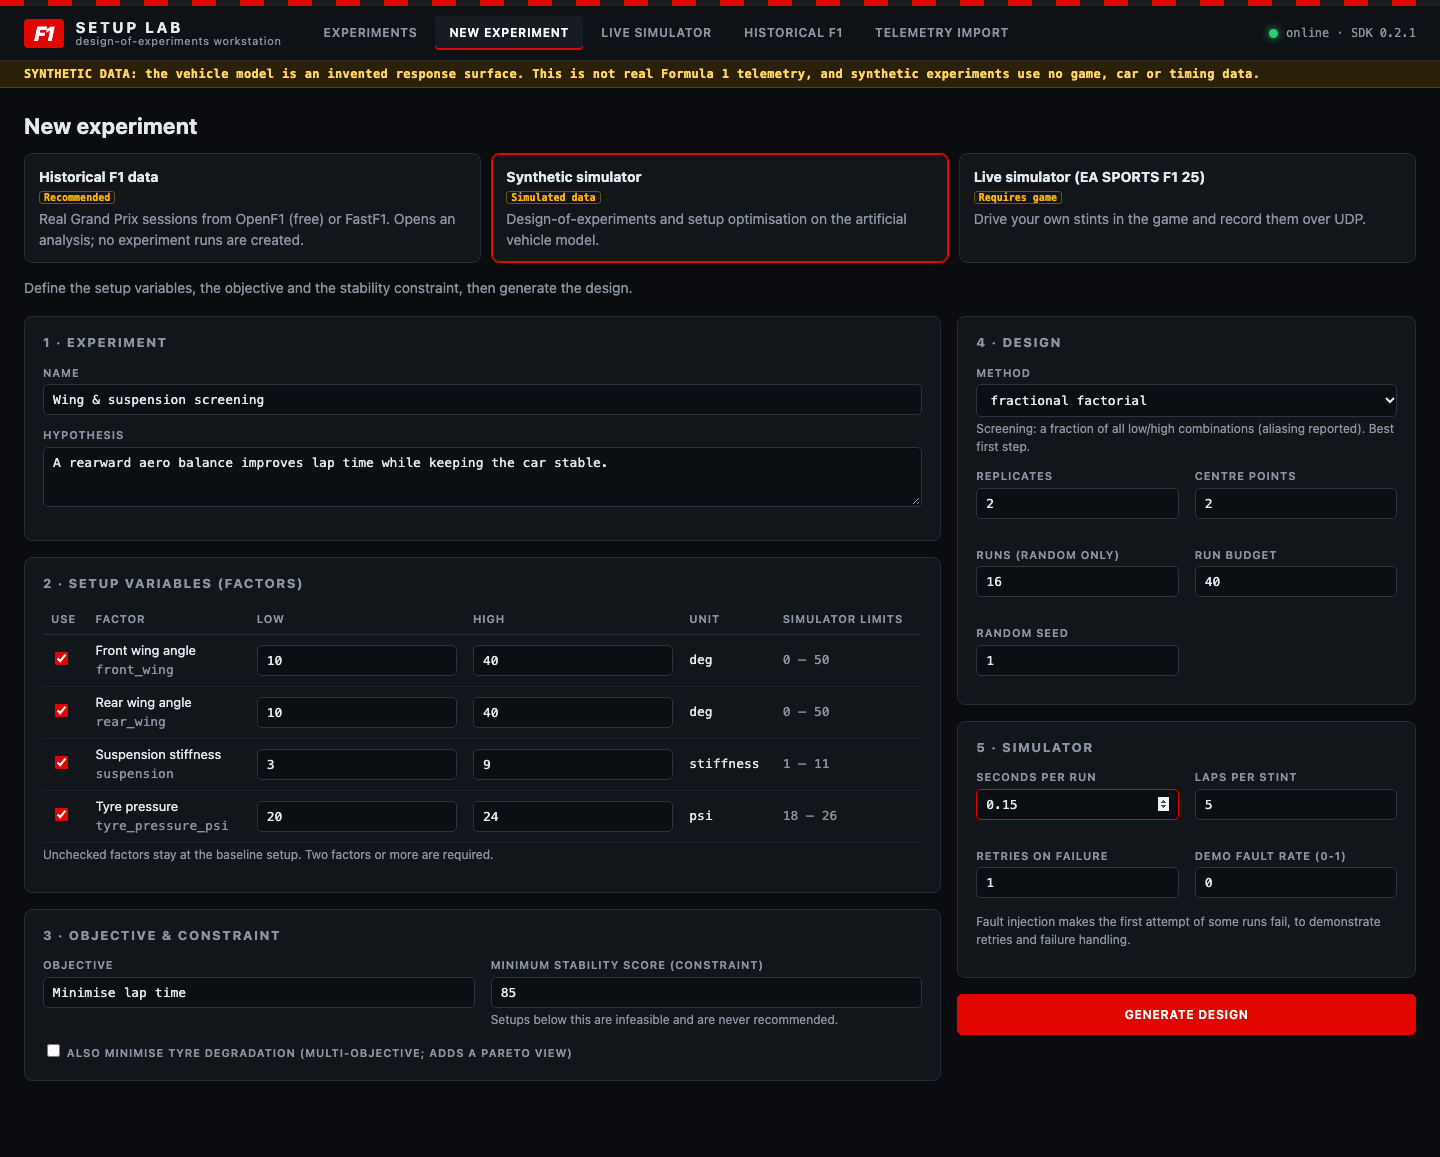 F1
SETUP LAB
design-of-experiments workstation
EXPERIMENTS
NEW EXPERIMENT
LIVE SIMULATOR
HISTORICAL F1
TELEMETRY IMPORT
online · SDK 0.2.1
SYNTHETIC DATA: the vehicle model is an invented response surface. This is not real Formula 1 telemetry, and synthetic experiments use no game, car or timing data.
New experiment
Historical F1 data
Recommended
Real Grand Prix sessions from OpenF1 (free) or FastF1. Opens an
analysis; no experiment runs are created.
Synthetic simulator
Simulated data
Design-of-experiments and setup optimisation on the artificial
vehicle model.
Live simulator (EA SPORTS F1 25)
Requires game
Drive your own stints in the game and record them over UDP.
Define the setup variables, the objective and the stability constraint, then generate the design.
1 · EXPERIMENT
NAME
Wing & suspension screening
HYPOTHESIS
A rearward aero balance improves lap time while keeping the car stable.
2 · SETUP VARIABLES (FACTORS)
USE FACTOR LOW HIGH UNIT SIMULATOR LIMITS
Front wing angle
front_wing
10 40 deg 0 — 50
Rear wing angle
rear_wing
10 40 deg 0 — 50
Suspension stiffness
suspension
3 9 stiffness 1 — 11
Tyre pressure
tyre_pressure_psi
20 24 psi 18 — 26
Unchecked factors stay at the baseline setup. Two factors or more are required.
3 · OBJECTIVE & CONSTRAINT
OBJECTIVE
Minimise lap time
MINIMUM STABILITY SCORE (CONSTRAINT)
85
Setups below this are infeasible and are never recommended.
ALSO MINIMISE TYRE DEGRADATION (MULTI-OBJECTIVE; ADDS A PARETO VIEW)
4 · DESIGN
METHOD
fractional factorial
Screening: a fraction of all low/high combinations (aliasing reported). Best
first step.
REPLICATES CENTRE POINTS
2 2
RUNS (RANDOM ONLY) RUN BUDGET
16 40
RANDOM SEED
1
5 · SIMULATOR
SECONDS PER RUN LAPS PER STINT
0.15 5
RETRIES ON FAILURE DEMO FAULT RATE (0-1)
1 0
Fault injection makes the first attempt of some runs fail, to demonstrate
retries and failure handling.
GENERATE DESIGN